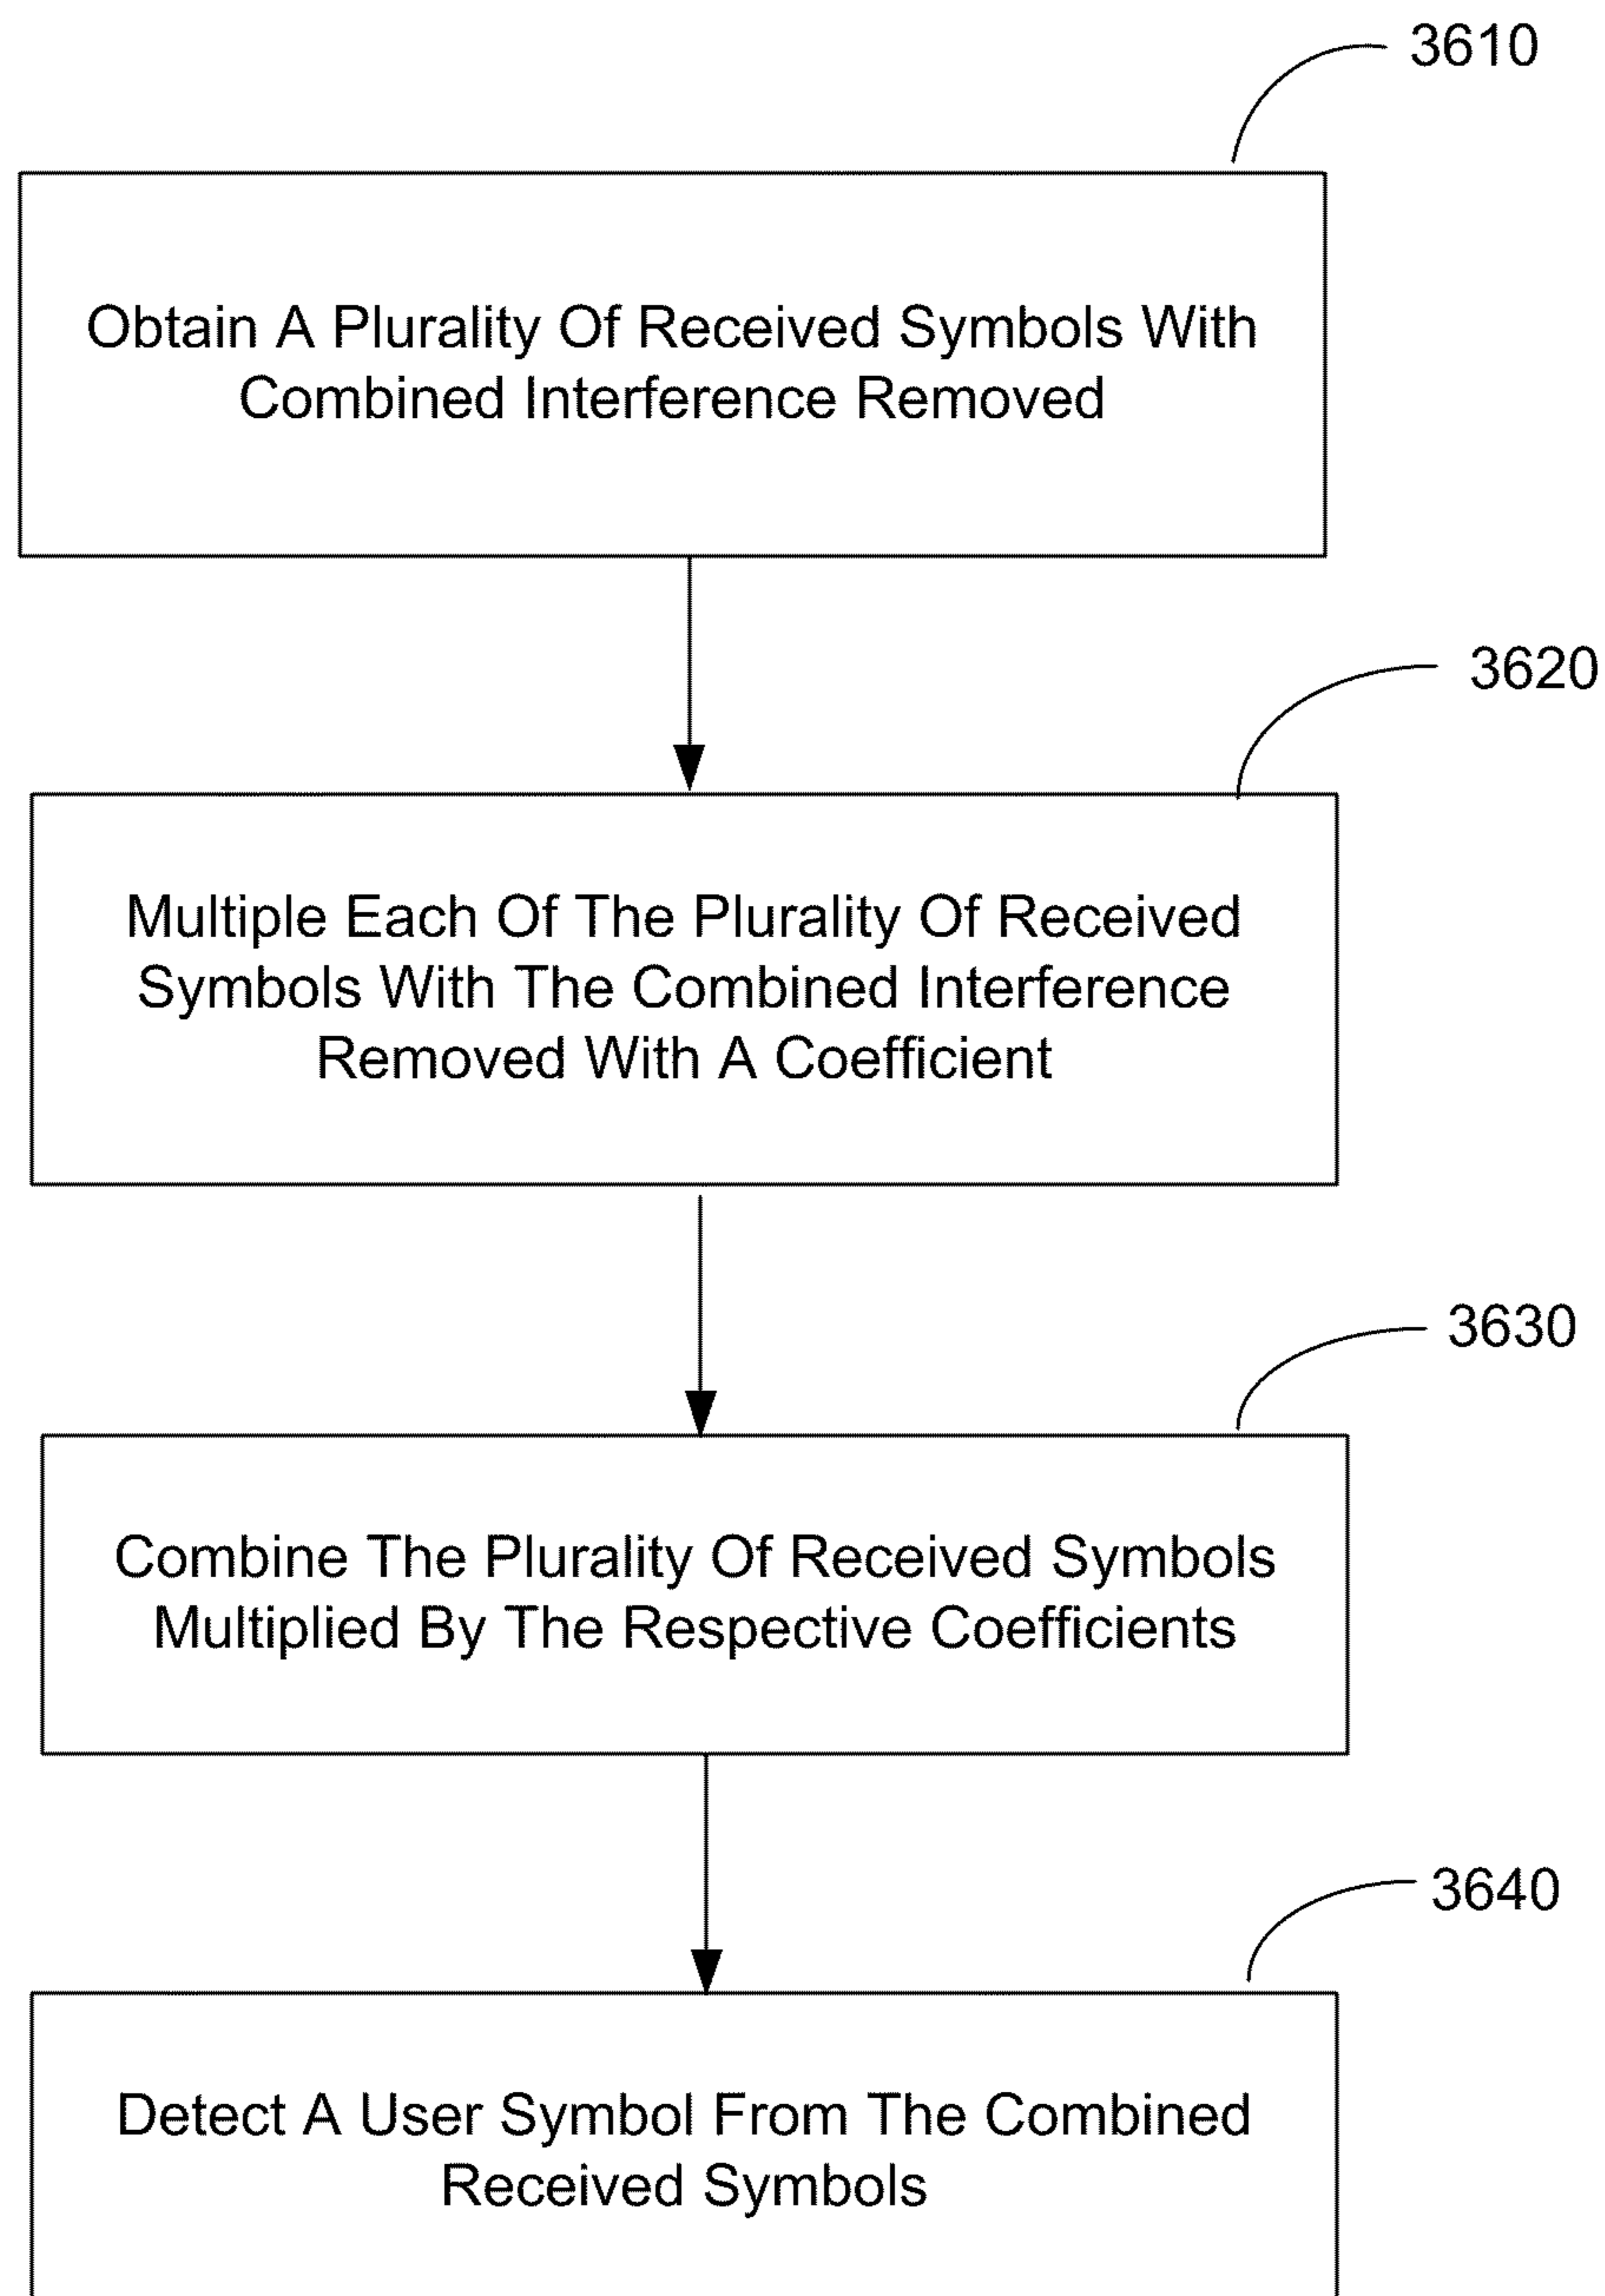 3610
Obtain A Plurality Of Received Symbols With
Combined Interference Removed
3620
Multiple Each Of The Plurality Of Received
Symbols With The Combined Interference
Removed With A Coefficient
3630
Combine The Plurality Of Received Symbols
Multiplied By The Respective Coefficients
3640
Detect A User Symbol From The Combined
Received Symbols